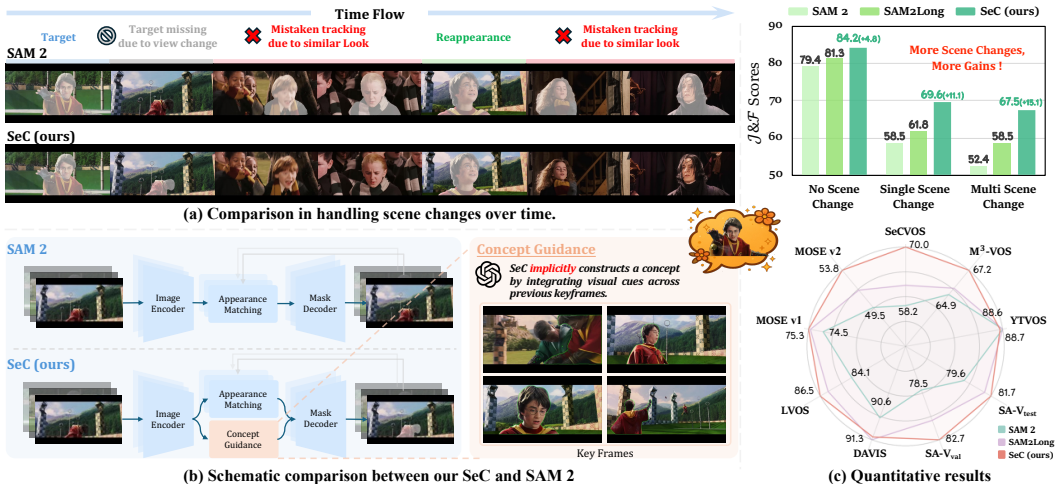 Time Flow
Target
Target missing
due to view change
Mistaken tracking
due to similar Look
Reappearance
Mistaken tracking
due to similar look
SAM 2
SeC (ours)
(a) Comparison in handling scene changes over time.
SAM 2
Image
Encoder
Appearance
Matching
Mask
Decoder
SeC (ours)
Image
Encoder
Appearance
Matching
Concept
Guidance
Mask
Decoder
Concept Guidance
SeC implicitly constructs a concept
by integrating visual cues across
previous keyframes.
Key Frames
(b) Schematic comparison between our SeC and SAM 2
SAM 2 SAM2Long SeC (ours)
J&F Scores
90
80
70
60
50
79.4
81.3
84.2(+4.8)
58.5
61.8
69.6(+11.1)
52.4
58.5
67.5(+15.1)
More Scene Changes,
More Gains !
No Scene
Change
Single Scene
Change
Multi Scene
Change
SeCVOS
70.0
M³-VOS
67.2
YTVOS
88.7
SA-Vtest
81.7
SA-Vval
82.7
DAVIS
91.3
LVOS
86.5
MOSE v1
75.3
MOSE v2
53.8
58.2
64.9
88.6
79.6
78.5
90.6
84.1
74.5
49.5
SAM 2
SAM2Long
SeC (ours)
(c) Quantitative results